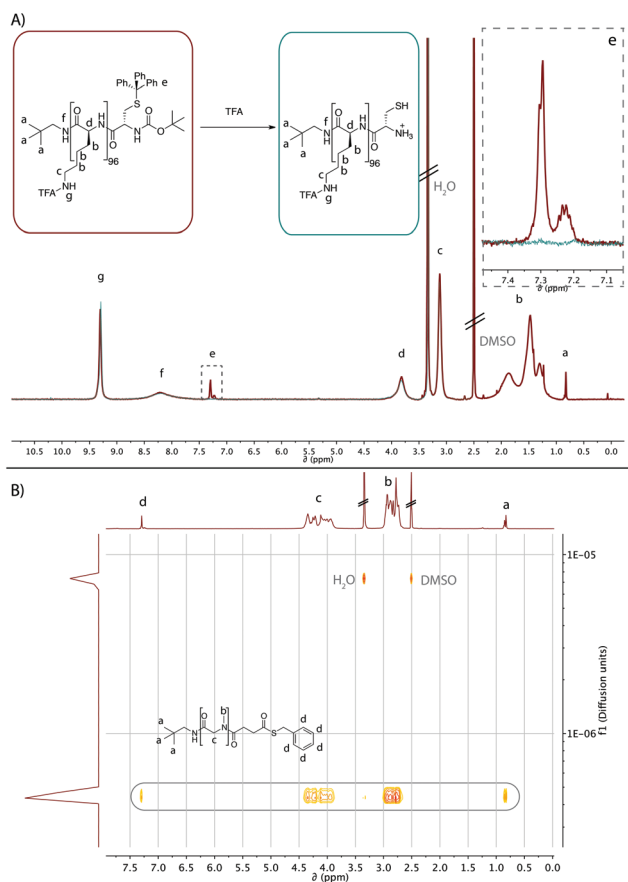 A)
Ph Ph
Ph e
S
a
a
a
f
N
H
O
d
H
N
O
N
H
O
O
b
b
b
c
96
NH
TFA
g
TFA
SH
a
a
a
f
N
H
O
d
H
N
O
+
NH3
b
b
b
c
96
NH
TFA
g
H2O
e
7.4 7.3 7.2 7.1
∂ (ppm)
g
f
e
d
c
DMSO
b
a
10.5 10.0 9.5 9.0 8.5 8.0 7.5 7.0 6.5 6.0 5.5 5.0 4.5 4.0 3.5 3.0 2.5 2.0 1.5 1.0 0.5 0.0
∂ (ppm)
B)
d
c
b
a
1E-05
H2O
DMSO
f1 (Diffusion units)
1E-06
a
a
a
N
H
O
c
b
N
O
O
S
d
d
d
d
d
7.5 7.0 6.5 6.0 5.5 5.0 4.5 4.0 3.5 3.0 2.5 2.0 1.5 1.0 0.5 0.0
∂ (ppm)